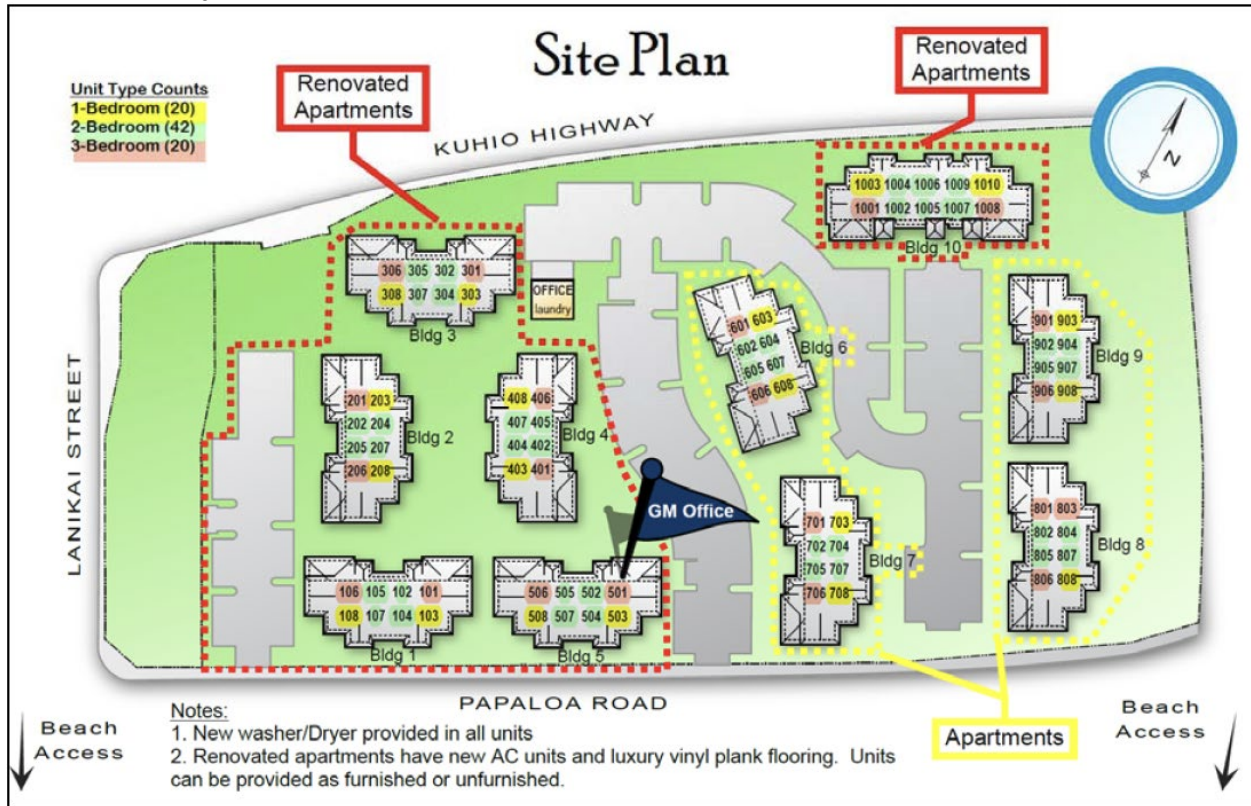 Site Plan
Renovated
Apartments
Renovated
Apartments
Unit Type Counts
1-Bedroom (20)
2-Bedroom (42)
3-Bedroom (20)
KUHIO HIGHWAY
N
1003 1004 1006 1009 1010
1001 1002 1005 1007 1008
Bldg 10
306 305 302 301
308 307 304 303
Bldg 3
OFFICE
laundry
601 603
602 604
605 607
606 608
Bldg 6
901 903
902 904
905 907
906 908
Bldg 9
LANIKAI STREET
201 203
202 204
205 207
206 208
Bldg 2
408 406
407 405
404 402
403 401
Bldg 4
GM Office
701 703
702 704
705 707
706 708
Bldg 7
801 803
802 804
805 807
806 808
Bldg 8
106 105 102 101
108 107 104 103
Bldg 1
506 505 502 501
508 507 504 503
Bldg 5
PAPALOA ROAD
Apartments
Beach
Access
Beach
Access
Notes:
1. New washer/Dryer provided in all units
2. Renovated apartments have new AC units and luxury vinyl plank flooring. Units
can be provided as furnished or unfurnished.